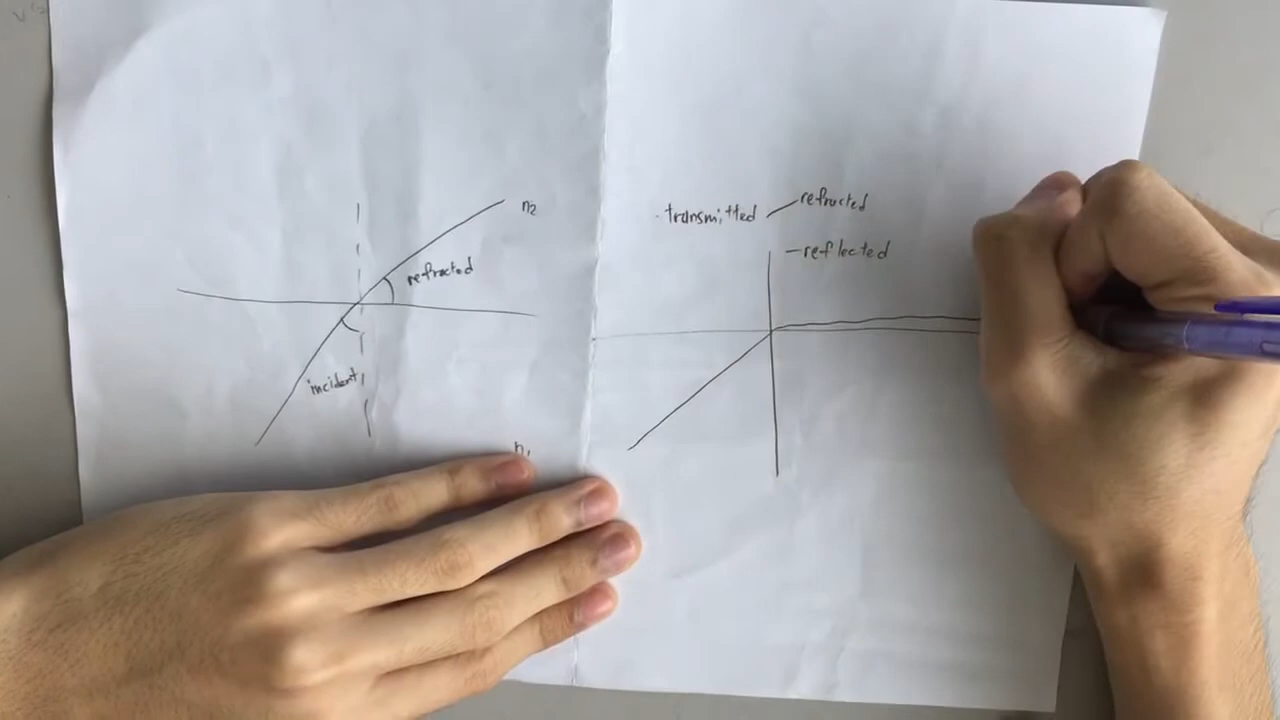 n2
refracted
incident
n1
transmitted
refracted
reflected